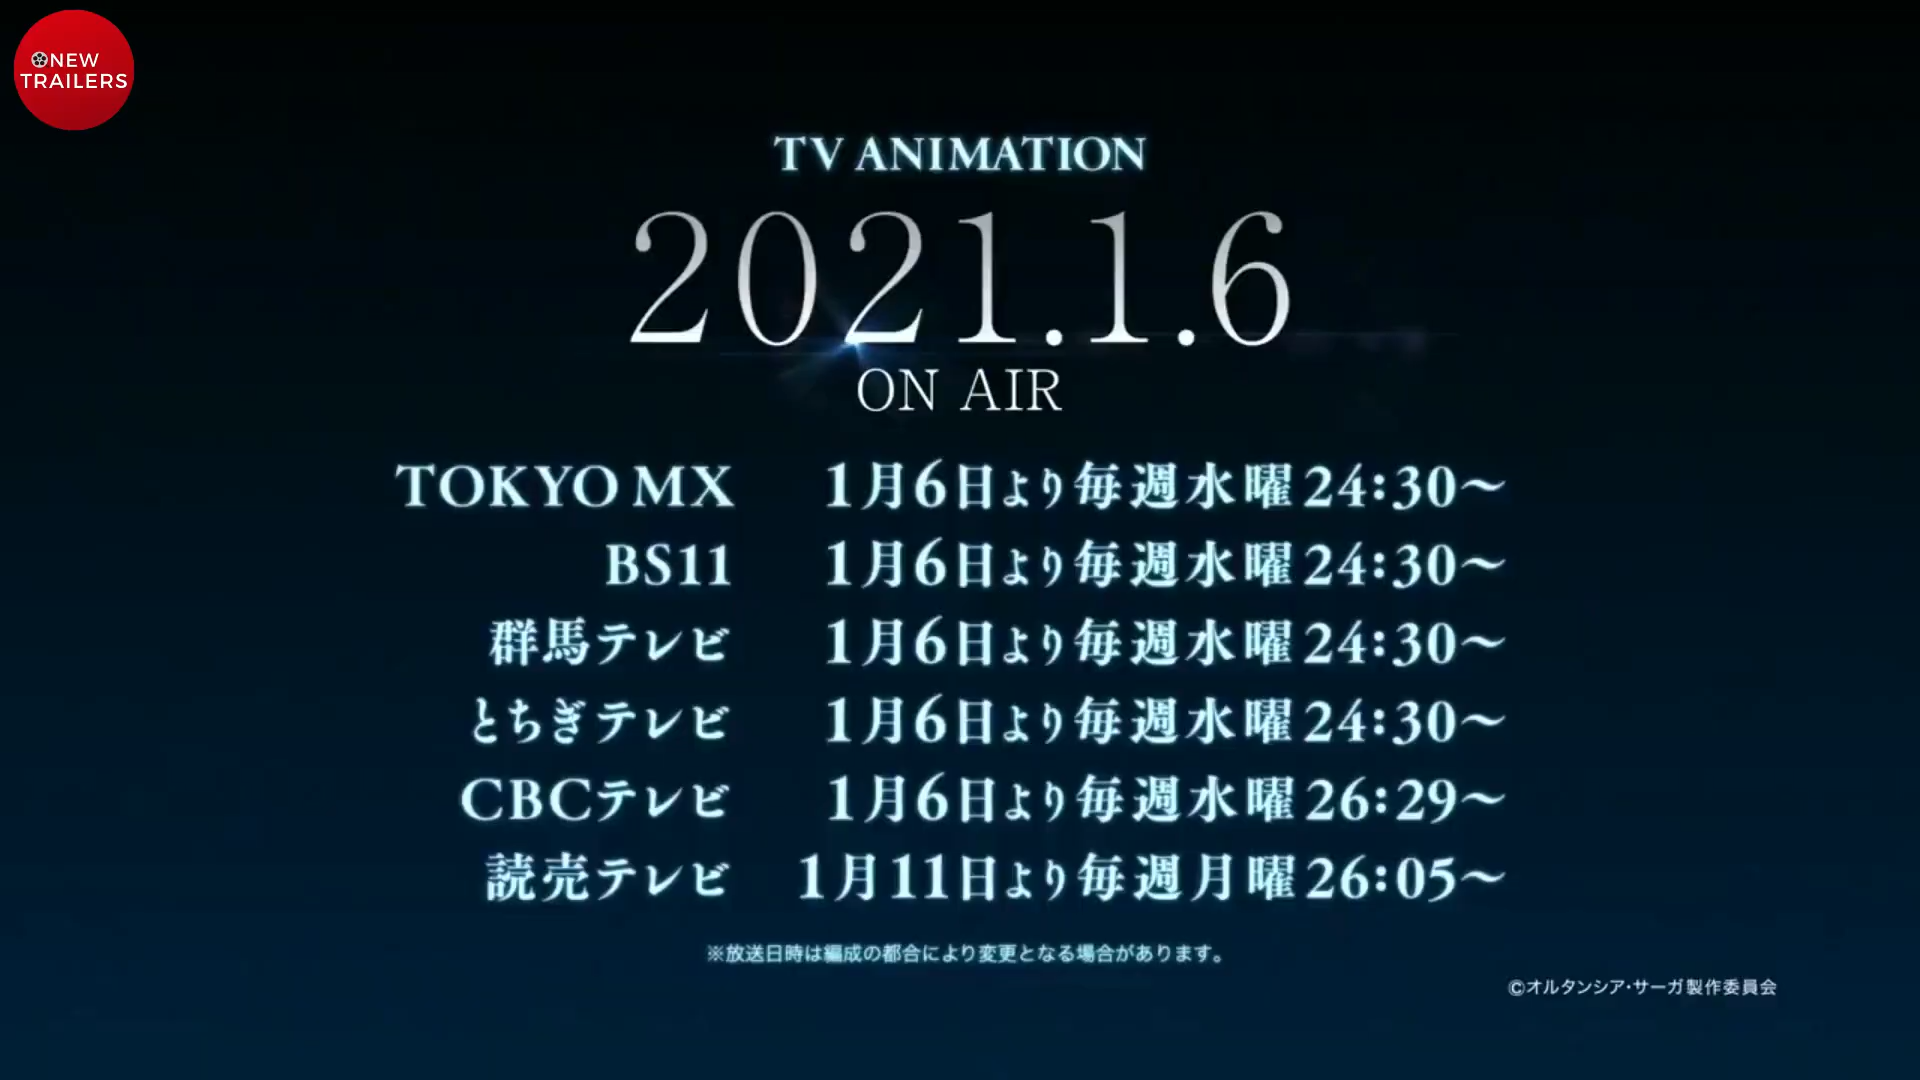 NEW
TRAILERS
TV ANIMATION
2021.1.6
ON AIR
TOKYO MX 1月6日より毎週水曜24:30〜
BS11 1月6日より毎週水曜24:30〜
群馬テレビ 1月6日より毎週水曜24:30〜
とちぎテレビ 1月6日より毎週水曜24:30〜
CBCテレビ 1月6日より毎週水曜26:29〜
読売テレビ 1月11日より毎週月曜26:05〜
※放送日時は編成の都合により変更となる場合があります。
©オルタンシア・サーガ製作委員会